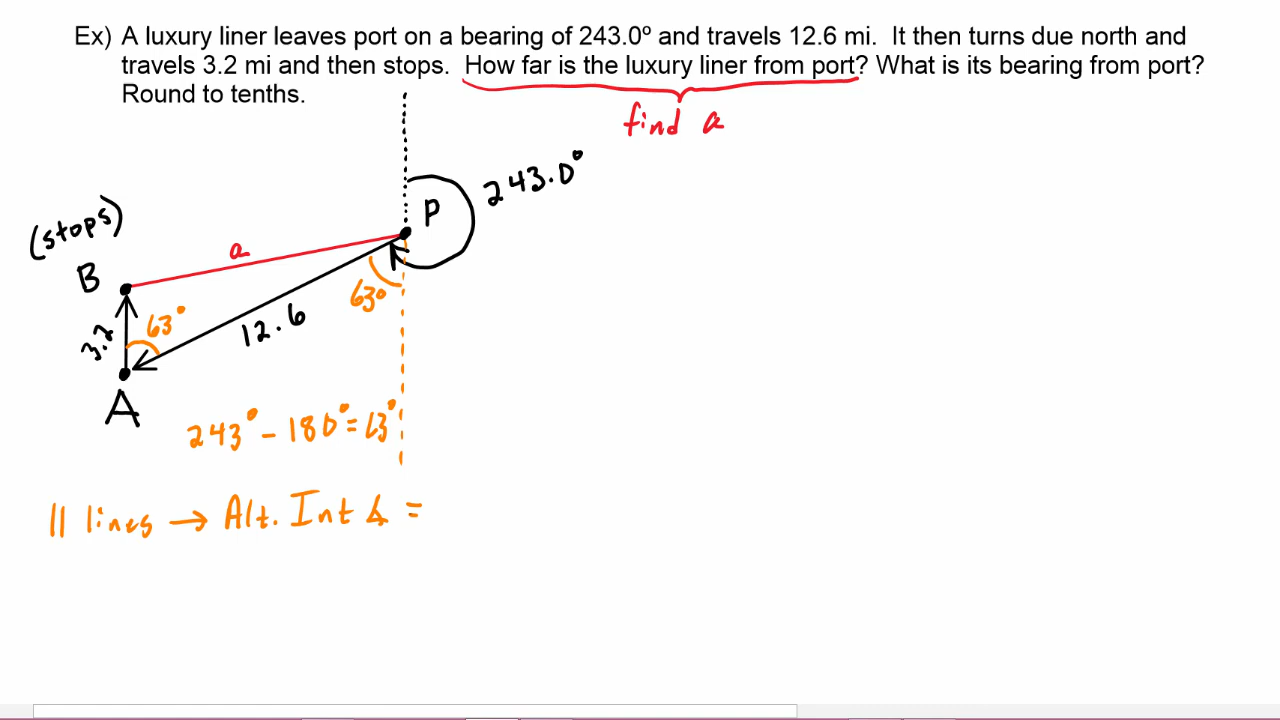 Ex) A luxury liner leaves port on a bearing of 243.0º and travels 12.6 mi. It then turns due north and
travels 3.2 mi and then stops. How far is the luxury liner from port? What is its bearing from port?
Round to tenths.
find a
243.0°
P
(stops)
a
B
63°
63°
3.2
12.6
A
243° - 180° = 63°
|| lines → Alt. Int ∡ =